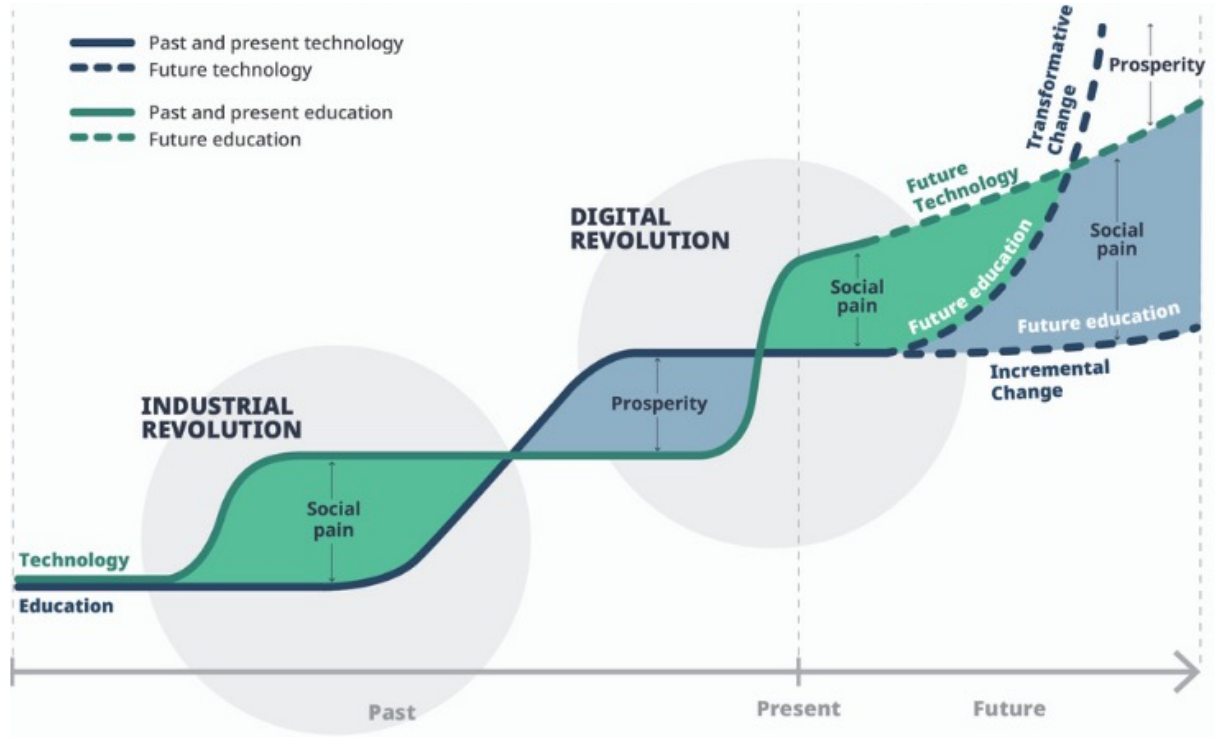 Past and present technology
Future technology
Past and present education
Future education
Transformative
Change
Prosperity
Future
Technology
DIGITAL
REVOLUTION
Social
pain
Future education
Social
pain
Future education
Incremental
Change
Prosperity
INDUSTRIAL
REVOLUTION
Social
pain
Technology
Education
Past
Present
Future